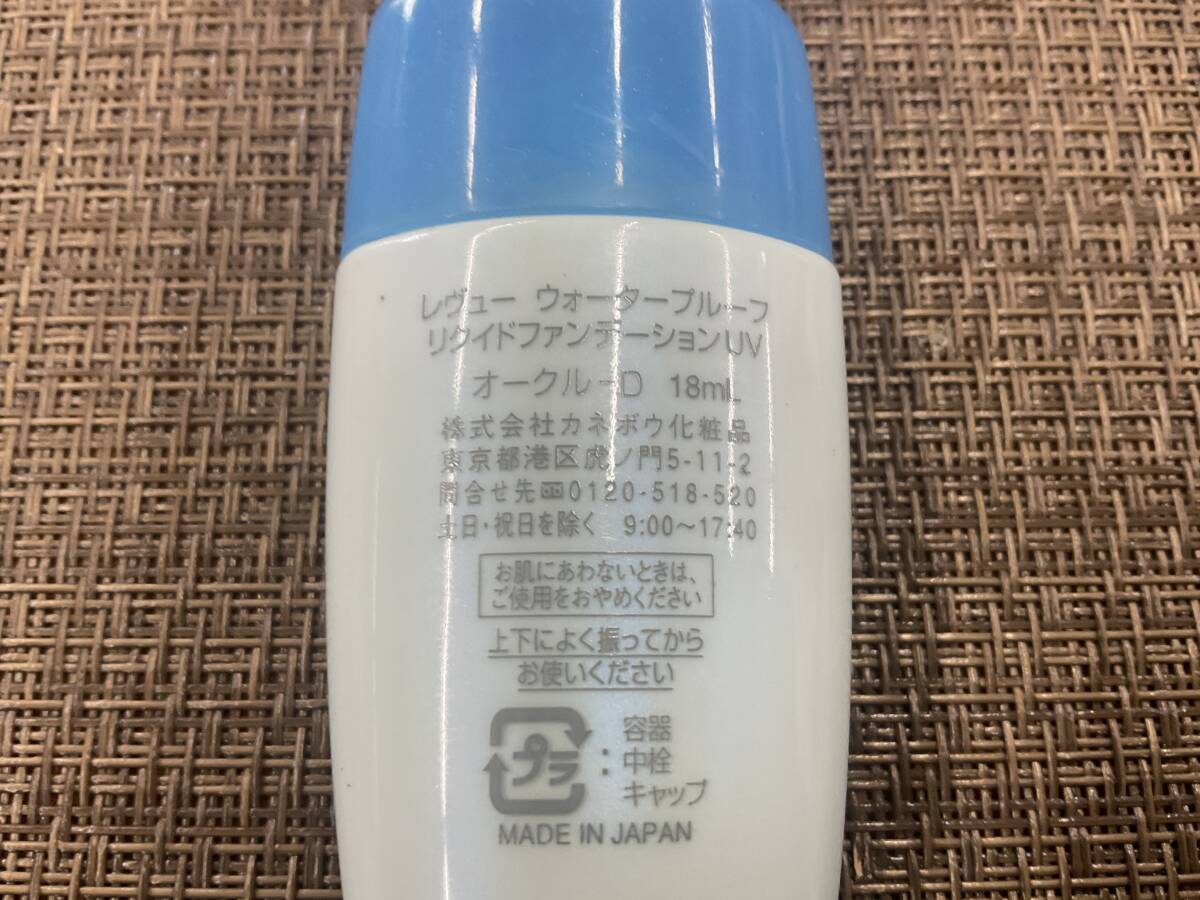 レヴュー ウォータープルーフ
リクイドファンデーションUV
オークルーD 18mL
株式会社カネボウ化粧品
東京都港区虎ノ門5-11-2
問合せ先 0120-518-520
土日・祝日を除く 9:00〜17:40
お肌にあわないときは、
ご使用をおやめください
上下によく振ってから
お使いください
プラ : 容器
中栓
キャップ
MADE IN JAPAN